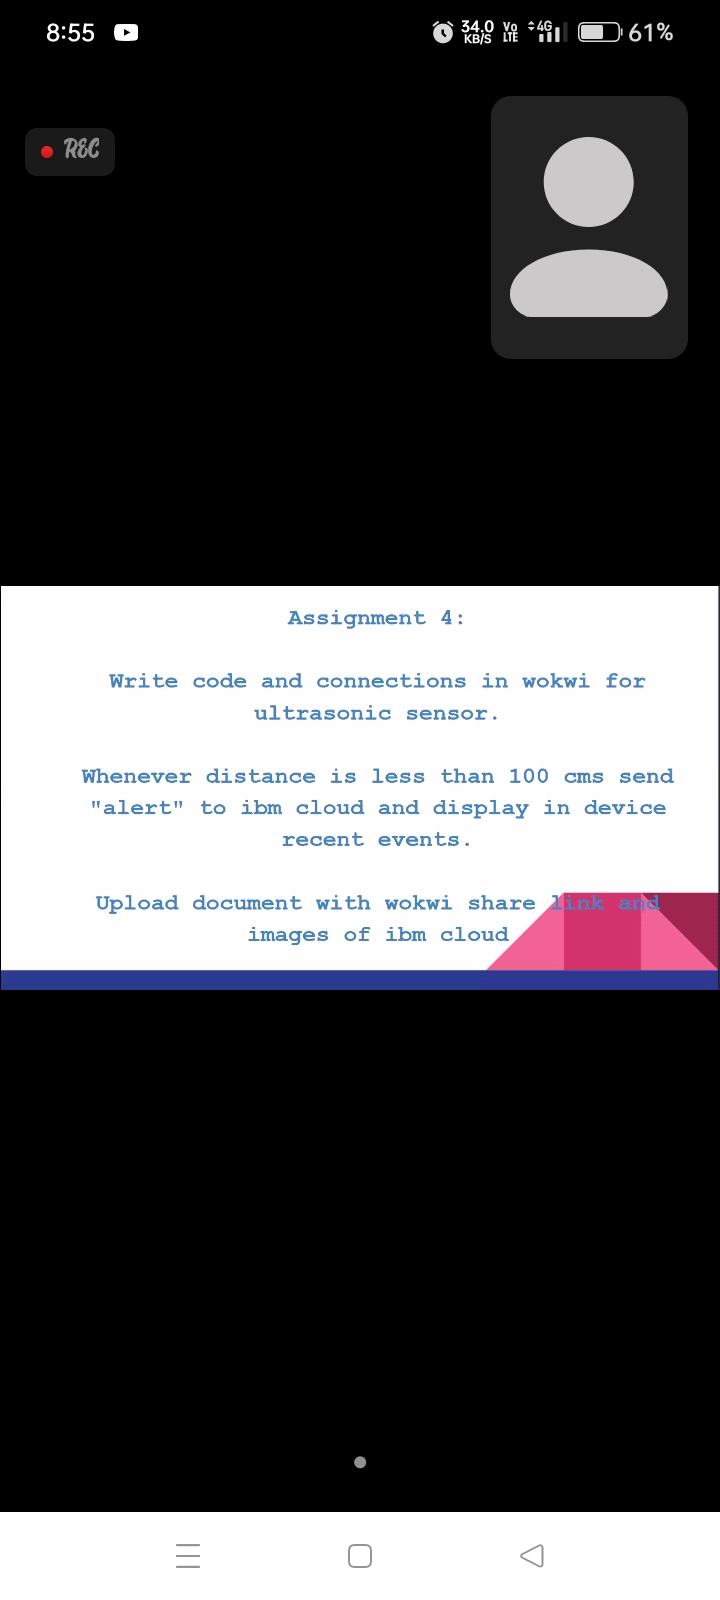 8:55
34.0
KB/S
Vo
LTE
4G
61%
REC
Assignment 4:
Write code and connections in wokwi for
ultrasonic sensor.
Whenever distance is less than 100 cms send
"alert" to ibm cloud and display in device
recent events.
Upload document with wokwi share link and
images of ibm cloud